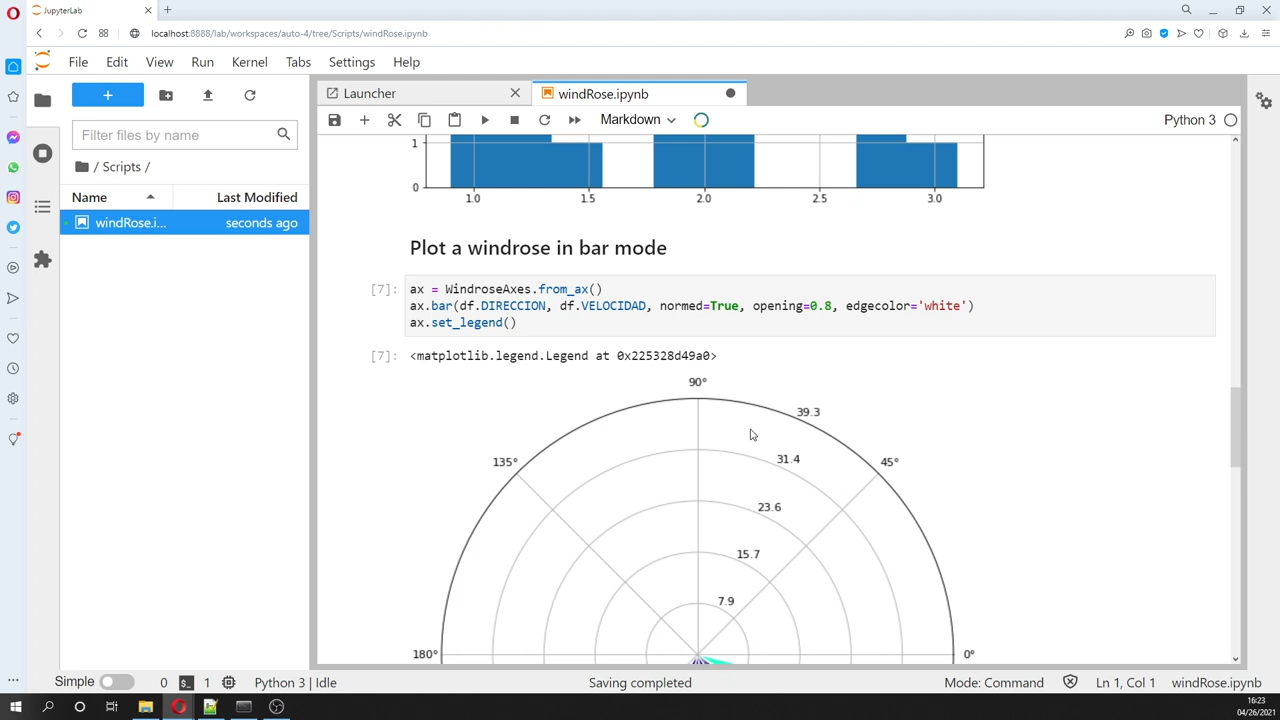 JupyterLab
localhost:8888/lab/workspaces/auto-4/tree/Scripts/windRose.ipynb
File Edit View Run Kernel Tabs Settings Help
Launcher
windRose.ipynb
Filter files by name
Markdown
Python 3
/ Scripts /
Name
Last Modified
windRose.i...
seconds ago
1
0
1.0 1.5 2.0 2.5 3.0
Plot a windrose in bar mode
[7]:
ax = WindroseAxes.from_ax()
ax.bar(df.DIRECCION, df.VELOCIDAD, normed=True, opening=0.8, edgecolor='white')
ax.set_legend()
[7]:
<matplotlib.legend.Legend at 0x225328d49a0>
90°
39.3
135°
31.4
45°
23.6
15.7
7.9
180°
0°
Simple
0
1
Python 3 | Idle
Saving completed
Mode: Command
Ln 1, Col 1
windRose.ipynb
16:23
04/26/2021